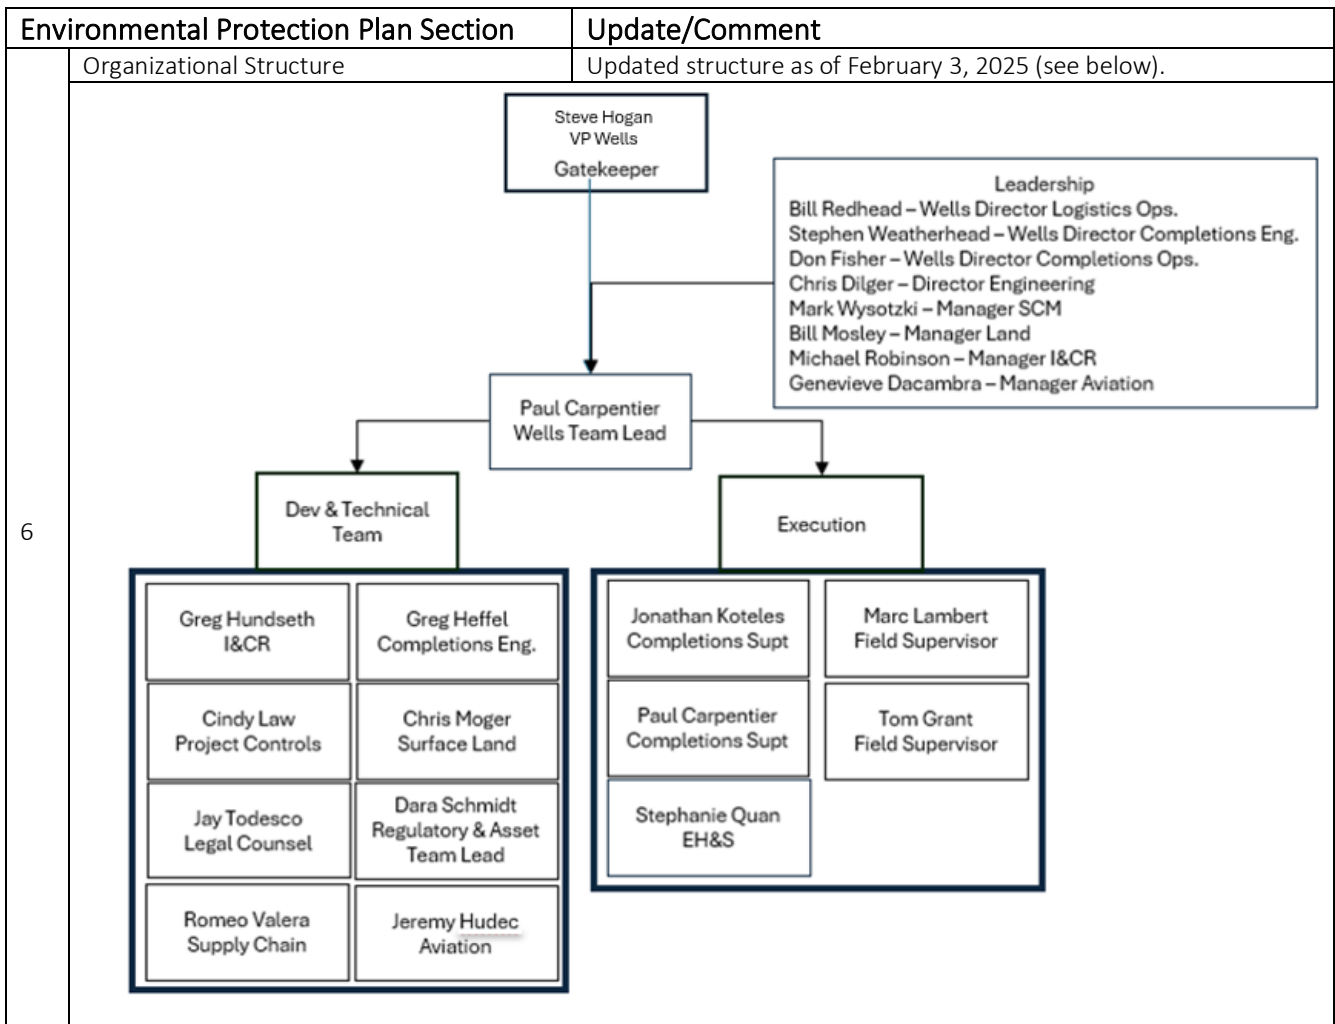 Environmental Protection Plan Section
Update/Comment
6
Organizational Structure
Updated structure as of February 3, 2025 (see below).
Steve Hogan
VP Wells
Gatekeeper
Leadership
Bill Redhead – Wells Director Logistics Ops.
Stephen Weatherhead – Wells Director Completions Eng.
Don Fisher – Wells Director Completions Ops.
Chris Dilger – Director Engineering
Mark Wysotzki – Manager SCM
Bill Mosley – Manager Land
Michael Robinson – Manager I&CR
Genevieve Dacambra – Manager Aviation
Paul Carpentier
Wells Team Lead
Dev & Technical
Team
Greg Hundseth
I&CR
Greg Heffel
Completions Eng.
Cindy Law
Project Controls
Chris Moger
Surface Land
Jay Todesco
Legal Counsel
Dara Schmidt
Regulatory & Asset
Team Lead
Romeo Valera
Supply Chain
Jeremy Hudec
Aviation
Execution
Jonathan Koteles
Completions Supt
Marc Lambert
Field Supervisor
Paul Carpentier
Completions Supt
Tom Grant
Field Supervisor
Stephanie Quan
EH&S